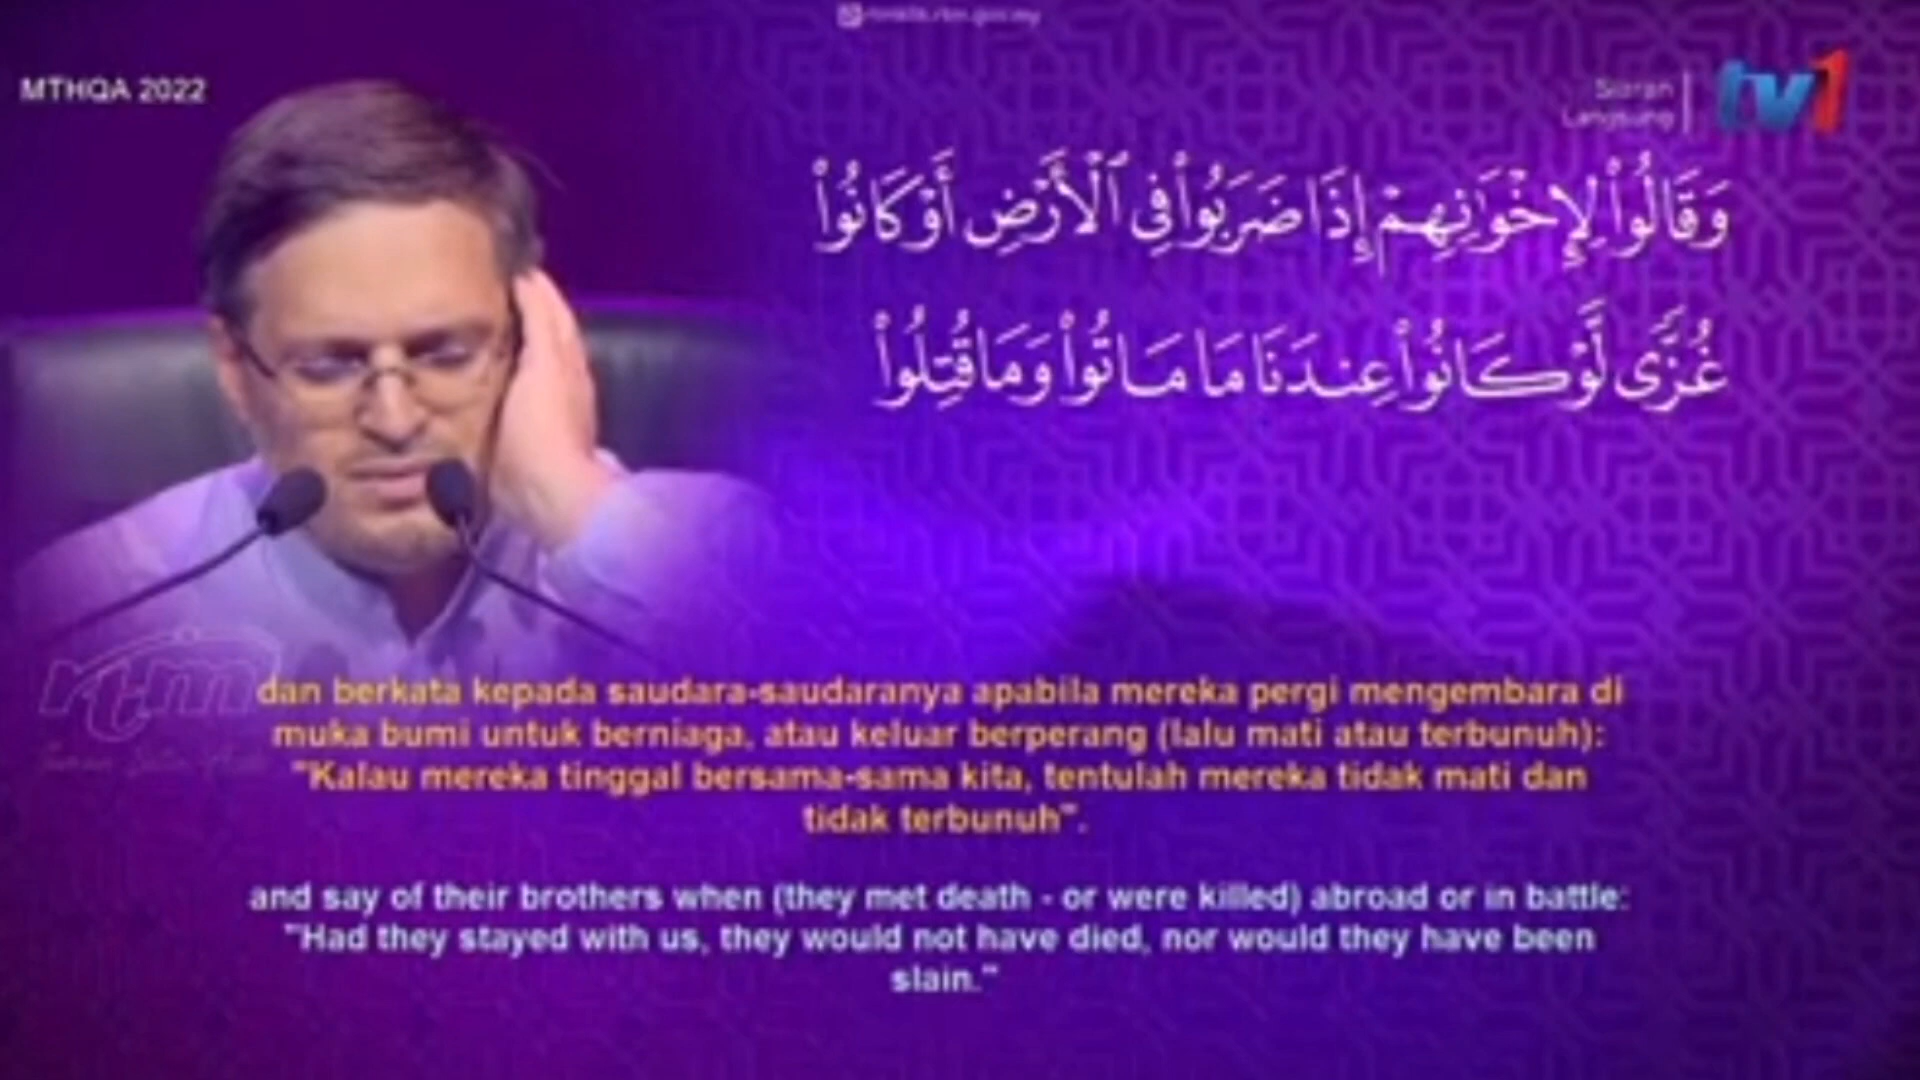 MTHQA 2022
Siaran
Langsung
tv1
وَقَالُوا۟ لِإِخْوَٰنِهِمْ إِذَا ضَرَبُوا۟ فِى ٱلْأَرْضِ أَوْ كَانُوا۟
غُزًّى لَّوْ كَانُوا۟ عِندَنَا مَا مَاتُوا۟ وَمَا قُتِلُوا۟
rtm
dan berkata kepada saudara-saudaranya apabila mereka pergi mengembara di
muka bumi untuk berniaga, atau keluar berperang (lalu mati atau terbunuh):
"Kalau mereka tinggal bersama-sama kita, tentulah mereka tidak mati dan
tidak terbunuh".
and say of their brothers when (they met death - or were killed) abroad or in battle:
"Had they stayed with us, they would not have died, nor would they have been
slain."